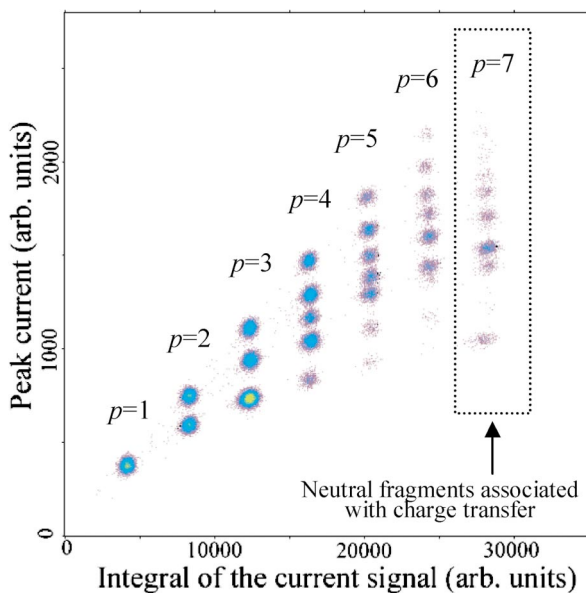 p=7
p=6
p=5
p=4
p=3
p=2
p=1
2000
1000
0
Peak current (arb. units)
Neutral fragments associated
with charge transfer
0 10000 20000 30000
Integral of the current signal (arb. units)